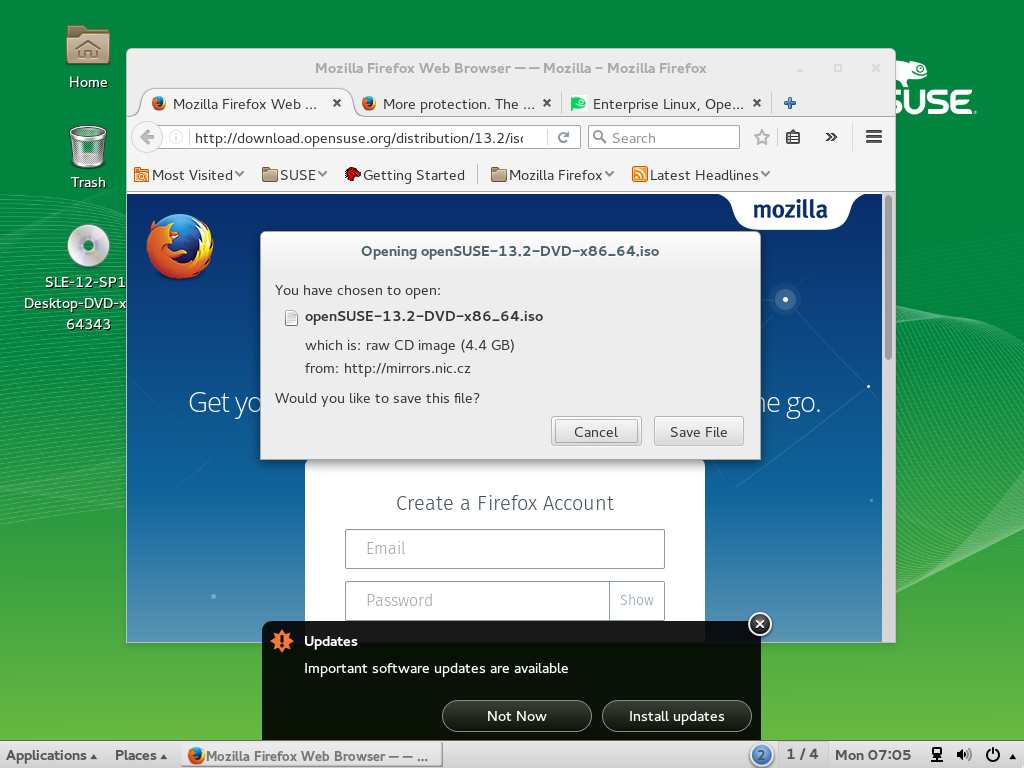 Home
Trash
SLE-12-SP1
Desktop-DVD-x
64343
SUSE
Mozilla Firefox Web Browser — — Mozilla – Mozilla Firefox
Mozilla Firefox Web ...
More protection. The ...
Enterprise Linux, Ope...
http://download.opensuse.org/distribution/13.2/isc
Search
Most Visited
SUSE
Getting Started
Mozilla Firefox
Latest Headlines
mozilla
Opening openSUSE-13.2-DVD-x86_64.iso
You have chosen to open:
openSUSE-13.2-DVD-x86_64.iso
which is: raw CD image (4.4 GB)
from: http://mirrors.nic.cz
Would you like to save this file?
Cancel
Save File
Get yo
he go.
Create a Firefox Account
Email
Password
Show
Updates
Important software updates are available
Not Now
Install updates
Applications
Places
Mozilla Firefox Web Browser — — ...
2
1 / 4
Mon 07:05